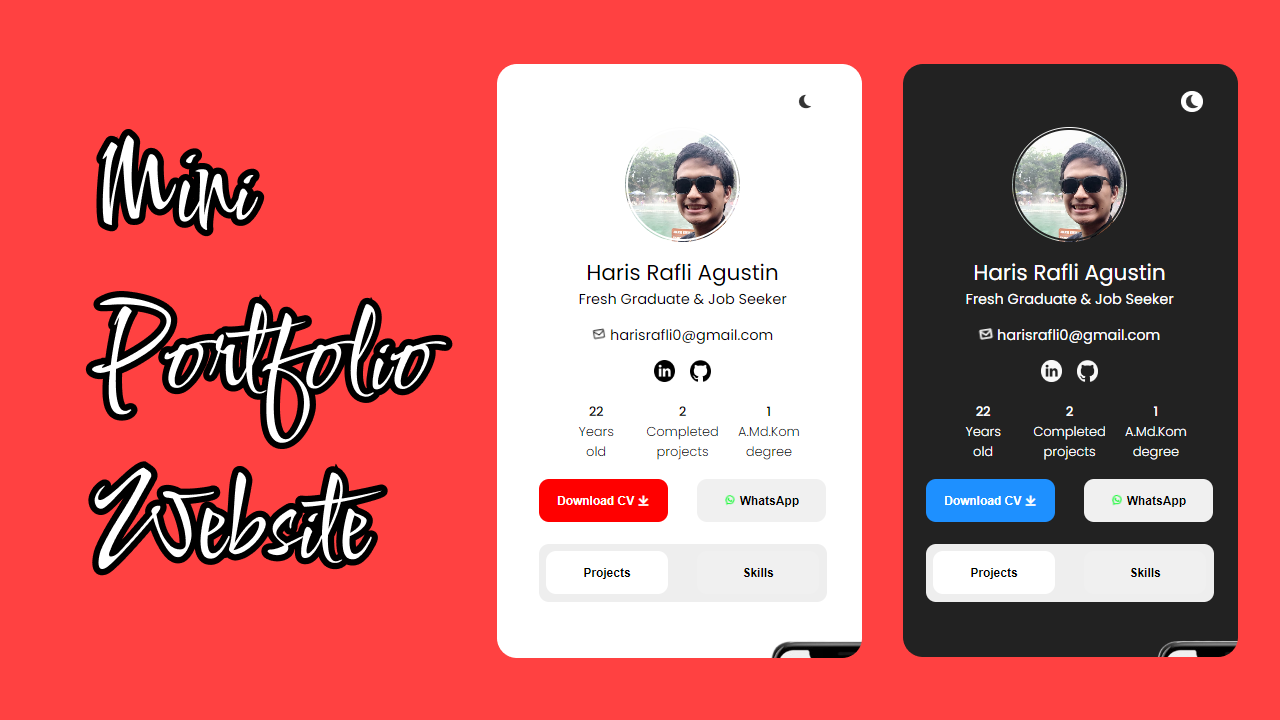 Mini
Portfolio
Website
Haris Rafli Agustin
Fresh Graduate & Job Seeker
harisrafli0@gmail.com
in
22
2
1
Years
old
Completed
projects
A.Md.Kom
degree
Download CV
WhatsApp
Projects
Skills
Haris Rafli Agustin
Fresh Graduate & Job Seeker
harisrafli0@gmail.com
in
22
2
1
Years
old
Completed
projects
A.Md.Kom
degree
Download CV
WhatsApp
Projects
Skills